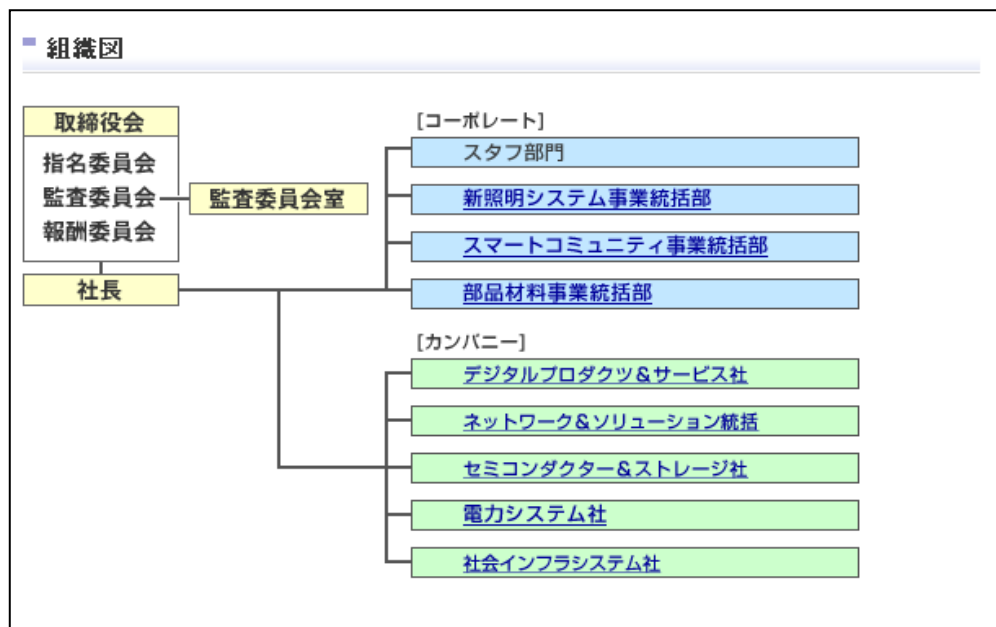 組織図
取締役会
指名委員会
監査委員会
報酬委員会
監査委員会室
社長
[コーポレート]
スタフ部門
新照明システム事業統括部
スマートコミュニティ事業統括部
部品材料事業統括部
[カンパニー]
デジタルプロダクツ&サービス社
ネットワーク&ソリューション統括
セミコンダクター&ストレージ社
電力システム社
社会インフラシステム社